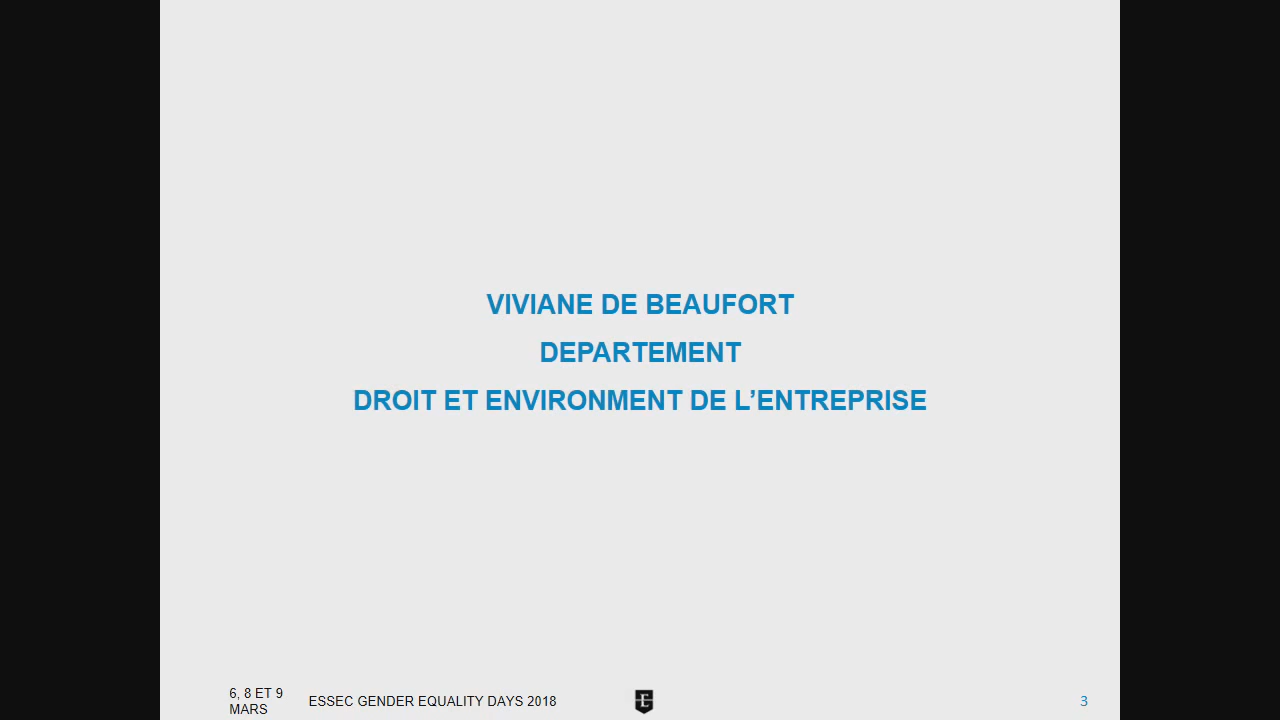 VIVIANE DE BEAUFORT
DEPARTEMENT
DROIT ET ENVIRONMENT DE L’ENTREPRISE
6, 8 ET 9
MARS
ESSEC GENDER EQUALITY DAYS 2018
E
3